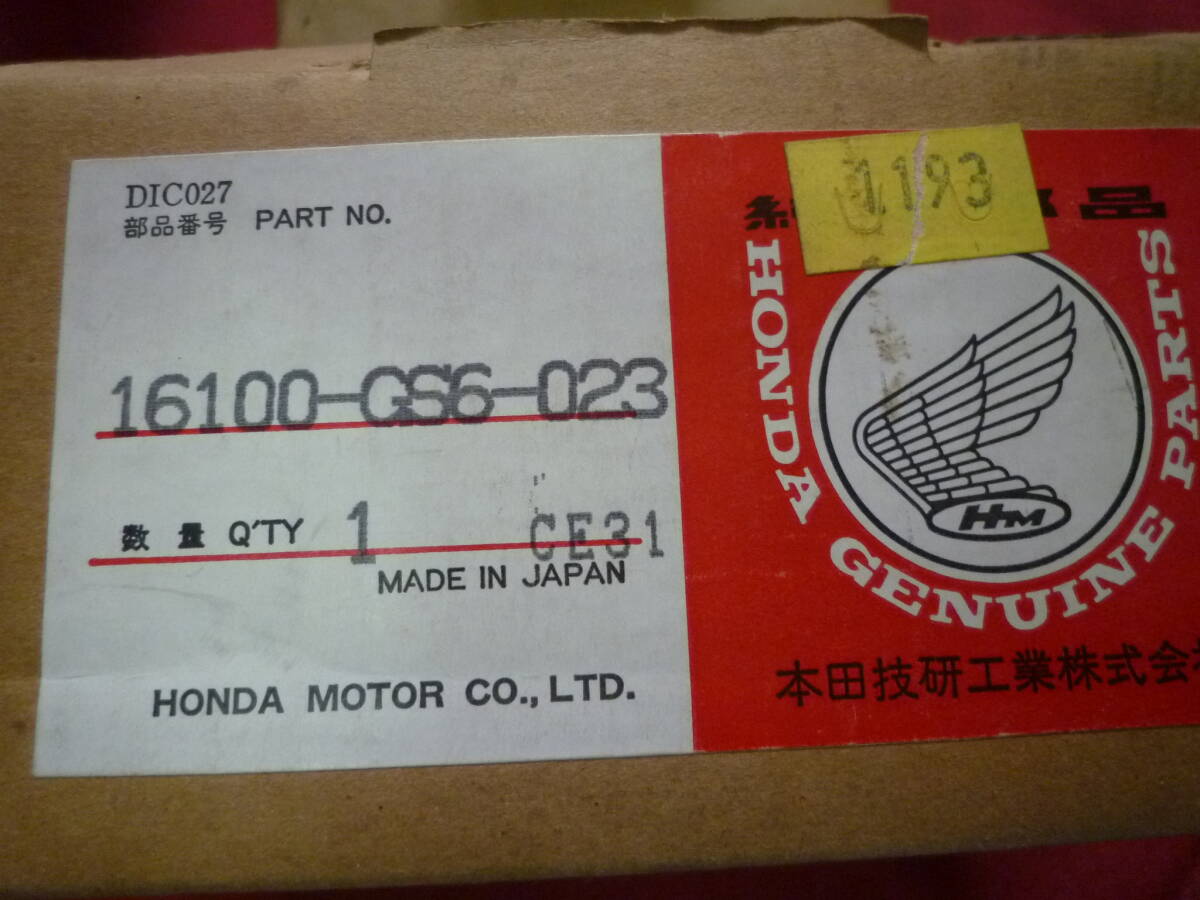 DIC027
部品番号 PART NO.
16100-GS6-023
数量 Q'TY 1 CE31
MADE IN JAPAN
HONDA MOTOR CO., LTD.
1193
品
HONDA GENUINE PARTS
HM
本田技研工業株式会